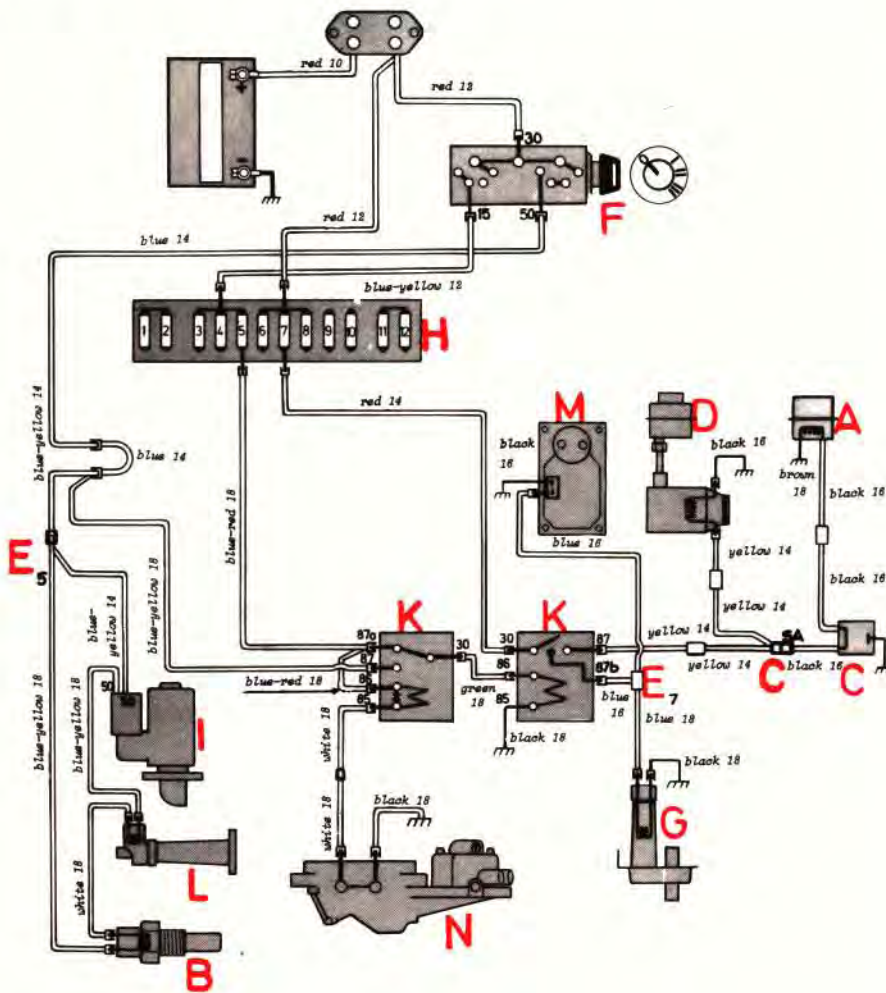 red 10
red 12
+
-
30
F
15
50
red 12
blue 14
blue-yellow 12
1 2 3 4 5 6 7 8 9 10 11 12
H
red 14
blue-yellow 14
blue 14
M
D
A
black 16
black 16
brown 18
black 16
blue-red 18
blue 16
yellow 14
black 16
E
5
blue-yellow 14
blue-yellow 18
yellow 14
K
K
87a
30
30
87
yellow 14
5A
87
86
87b
yellow 14
C
black 16
C
86
blue-red 18
green 18
E
85
85
blue 16
7
blue 18
50
I
blue-yellow 18
blue-yellow 18
white 18
black 18
black 18
white 18
black 18
G
L
white 18
N
B